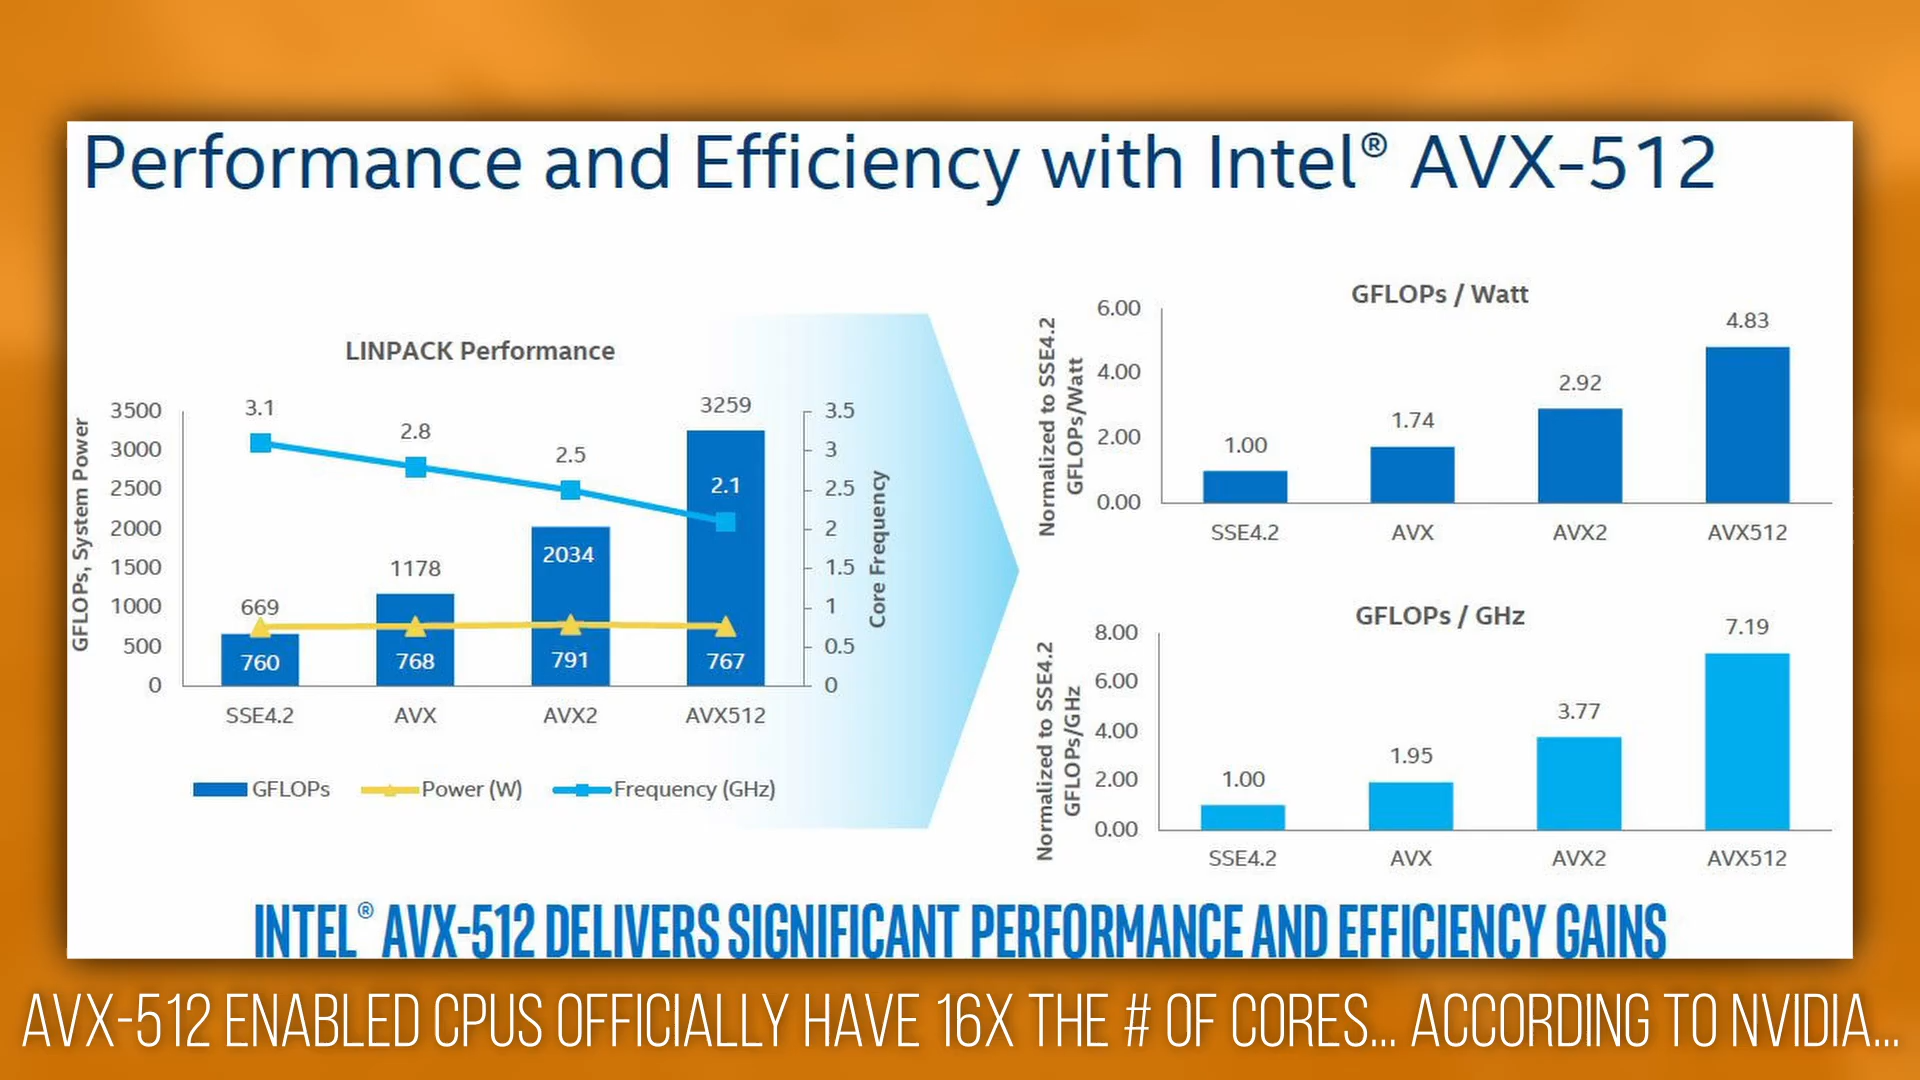 Performance and Efficiency with Intel® AVX-512
LINPACK Performance
GFLOPs, System Power
3500
3000
2500
2000
1500
1000
500
0
3.1
2.8
2.5
2.1
669
1178
2034
3259
760
768
791
767
3.5
3
2.5
2
1.5
1
0.5
0
Core Frequency
SSE4.2 AVX AVX2 AVX512
GFLOPs Power (W) Frequency (GHz)
GFLOPs / Watt
Normalized to SSE4.2
GFLOPs/Watt
6.00
4.00
2.00
0.00
1.00
1.74
2.92
4.83
SSE4.2 AVX AVX2 AVX512
GFLOPs / GHz
Normalized to SSE4.2
GFLOPs/GHz
8.00
6.00
4.00
2.00
0.00
1.00
1.95
3.77
7.19
SSE4.2 AVX AVX2 AVX512
INTEL® AVX-512 DELIVERS SIGNIFICANT PERFORMANCE AND EFFICIENCY GAINS
AVX-512 ENABLED CPUS OFFICIALLY HAVE 16X THE # OF CORES... ACCORDING TO NVIDIA...